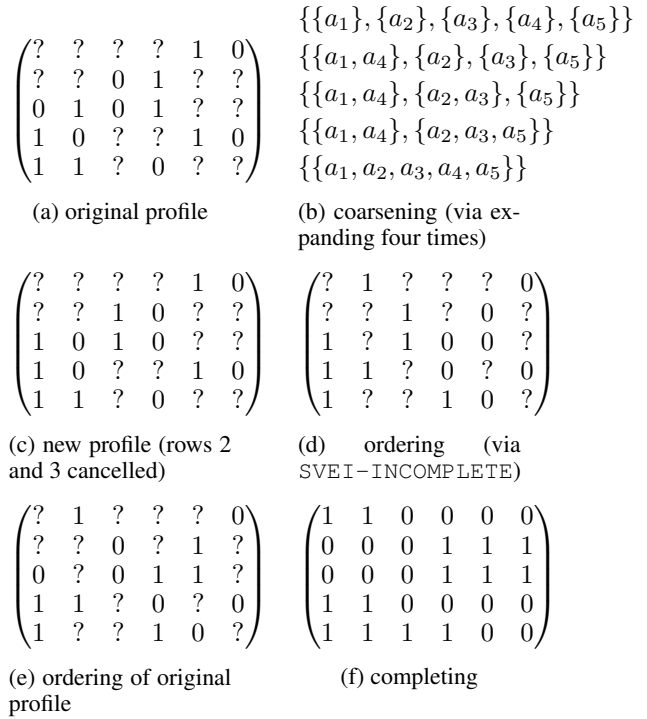 ? ? ? ? 1 0
? ? 0 1 ? ?
0 1 0 1 ? ?
1 0 ? ? 1 0
1 1 ? 0 ? ?
(a) original profile
{{a₁}, {a₂}, {a₃}, {a₄}, {a₅}}
{{a₁, a₄}, {a₂}, {a₃}, {a₅}}
{{a₁, a₄}, {a₂, a₃}, {a₅}}
{{a₁, a₄}, {a₂, a₃, a₅}}
{{a₁, a₂, a₃, a₄, a₅}}
(b) coarsening (via ex-
panding four times)
? ? ? ? 1 0
? ? 1 0 ? ?
1 0 1 0 ? ?
1 0 ? ? 1 0
1 1 ? 0 ? ?
(c) new profile (rows 2
and 3 cancelled)
? 1 ? ? ? 0
? ? 1 ? 0 ?
1 ? 1 0 0 ?
1 1 ? 0 ? 0
1 ? ? 1 0 ?
(d) ordering (via
SVEI-INCOMPLETE)
? 1 ? ? ? 0
? ? 0 ? 1 ?
0 ? 0 1 1 ?
1 1 ? 0 ? 0
1 ? ? 1 0 ?
(e) ordering of original
profile
1 1 0 0 0 0
0 0 0 1 1 1
0 0 0 1 1 1
1 1 0 0 0 0
1 1 1 1 0 0
(f) completing